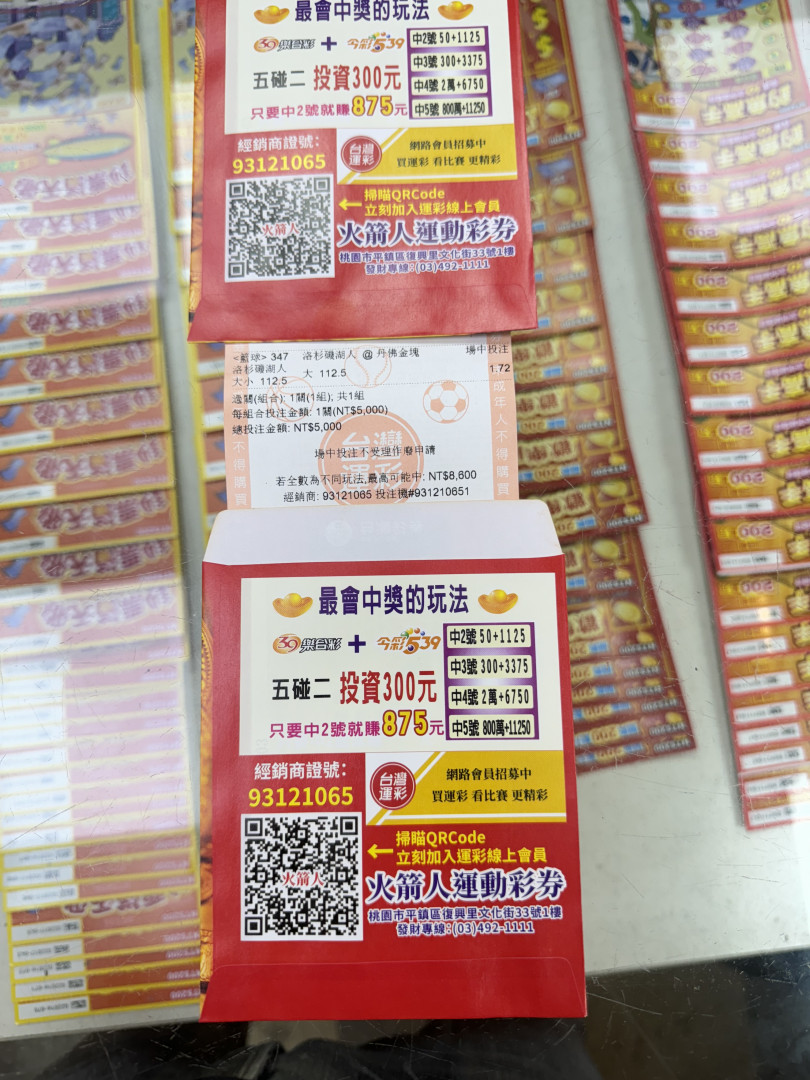 最會中獎的玩法
39樂合彩 + 今彩539
五碰二 投資300元
只要中2號就賺875元
中2號 50+1125
中3號 300+3375
中4號 2萬+6750
中5號 800萬+11250
經銷商證號:
93121065
台灣運彩
網路會員招募中
買運彩 看比賽 更精彩
火箭人
←掃瞄QRCode
立刻加入運彩線上會員
火箭人運動彩券
桃園市平鎮區復興里文化街33號1樓
發財專線:(03)492-1111
<籃球> 347 洛杉磯湖人 @ 丹佛金塊 場中投注
洛杉磯湖人 大 112.5 1.72
大小 112.5
過關(組合): 1關(1組); 共1組
每組合投注金額: 1關(NT$5,000)
總投注金額: NT$5,000
場中投注不受理作廢申請
若全數為不同玩法,最高可能中: NT$8,600
經銷商: 93121065 投注機#931210651
台灣運彩
不得購買
成年人不得購買
最會中獎的玩法
39樂合彩 + 今彩539
五碰二 投資300元
只要中2號就賺875元
中2號 50+1125
中3號 300+3375
中4號 2萬+6750
中5號 800萬+11250
經銷商證號:
93121065
台灣運彩
網路會員招募中
買運彩 看比賽 更精彩
火箭人
←掃瞄QRCode
立刻加入運彩線上會員
火箭人運動彩券
桃園市平鎮區復興里文化街33號1樓
發財專線:(03)492-1111